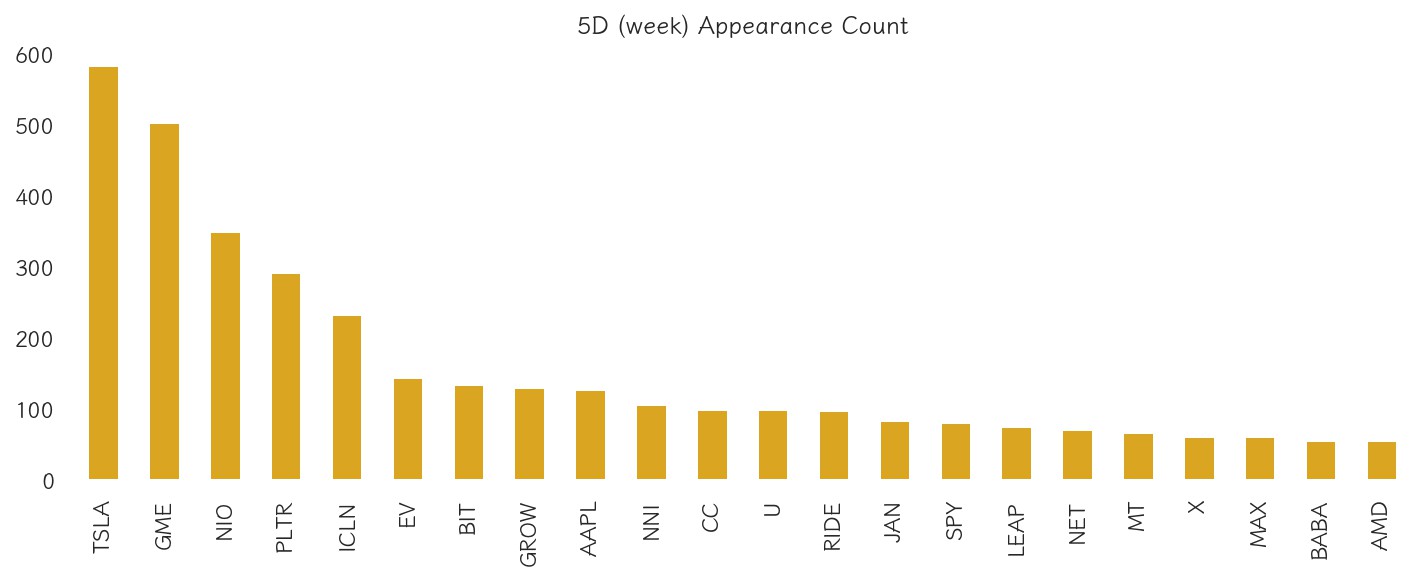 5D (week) Appearance Count
600
500
400
300
200
100
0
TSLA
GME
NIO
PLTR
ICLN
EV
BIT
GROW
AAPL
NNI
CC
U
RIDE
JAN
SPY
LEAP
NET
MT
X
MAX
BABA
AMD